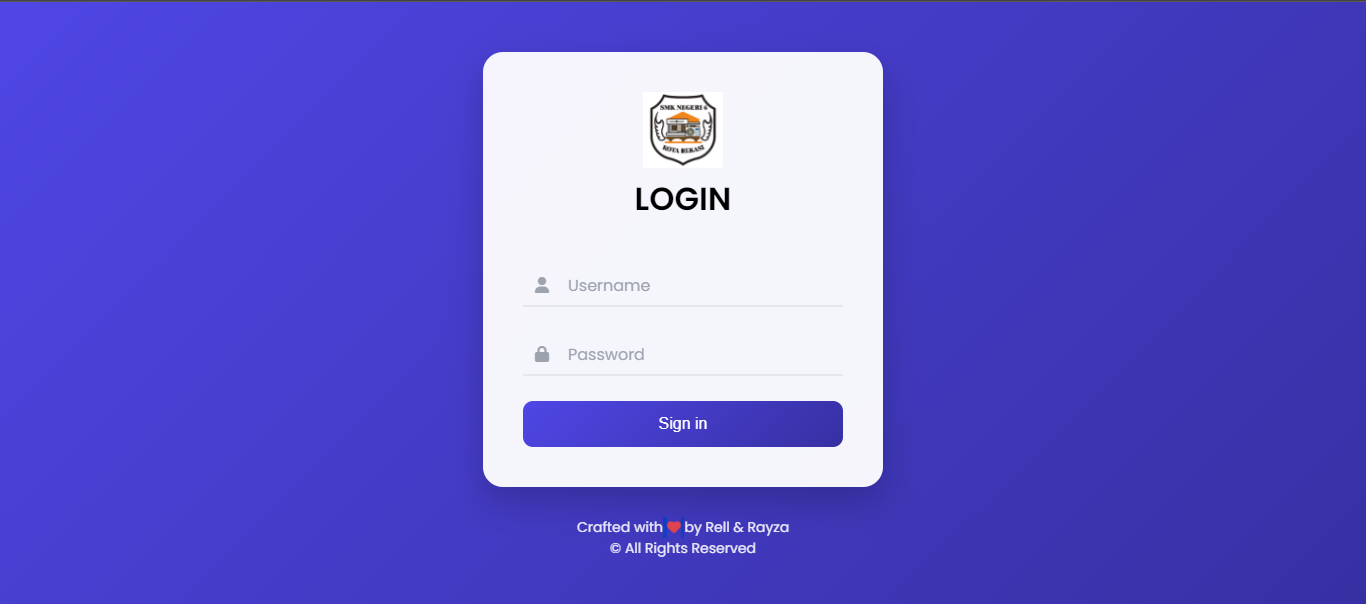 SMK NEGERI 6
KOTA BEKASI
LOGIN
Username
Password
Sign in
Crafted with ❤️ by Rell & Rayza
© All Rights Reserved